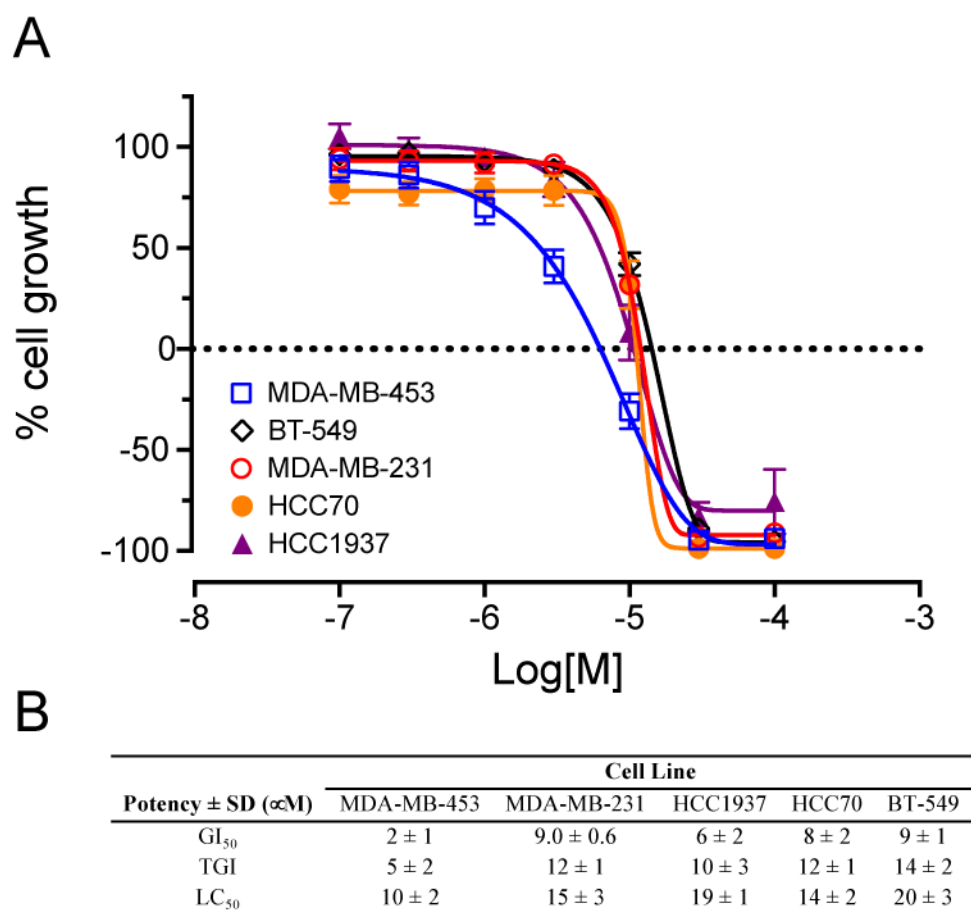 A
% cell growth
100
50
0
-50
-100
MDA-MB-453
BT-549
MDA-MB-231
HCC70
HCC1937
-8 -7 -6 -5 -4 -3
Log[M]
B
Cell Line
Potency ± SD (∝M) MDA-MB-453 MDA-MB-231 HCC1937 HCC70 BT-549
GI₅₀ 2 ± 1 9.0 ± 0.6 6 ± 2 8 ± 2 9 ± 1
TGI 5 ± 2 12 ± 1 10 ± 3 12 ± 1 14 ± 2
LC₅₀ 10 ± 2 15 ± 3 19 ± 1 14 ± 2 20 ± 3